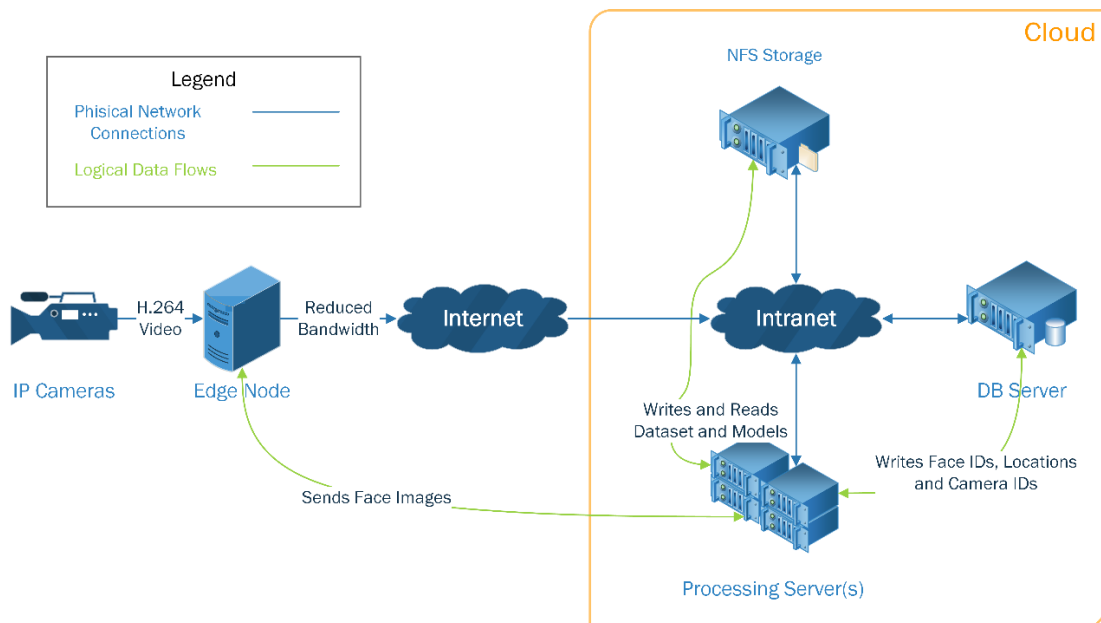 Cloud
NFS Storage
Legend
Phisical Network
Connections
Logical Data Flows
H.264
Video
Reduced
Bandwidth
Internet
Intranet
IP Cameras
Edge Node
DB Server
Writes and Reads
Dataset and Models
Writes Face IDs, Locations
and Camera IDs
Sends Face Images
Processing Server(s)